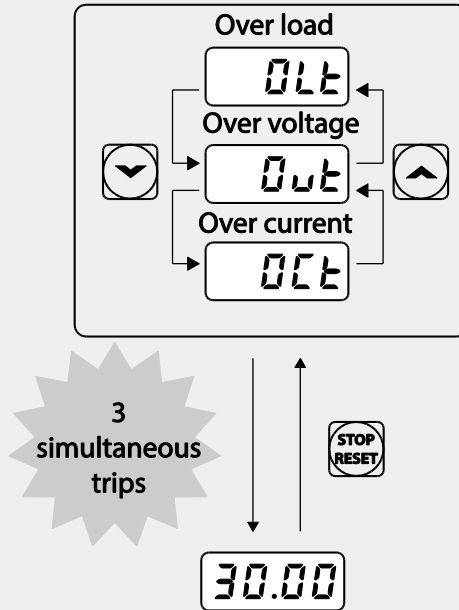 Over load
OLt
Over voltage
Out
Over current
OCt
3
simultaneous
trips
STOP
RESET
30.00